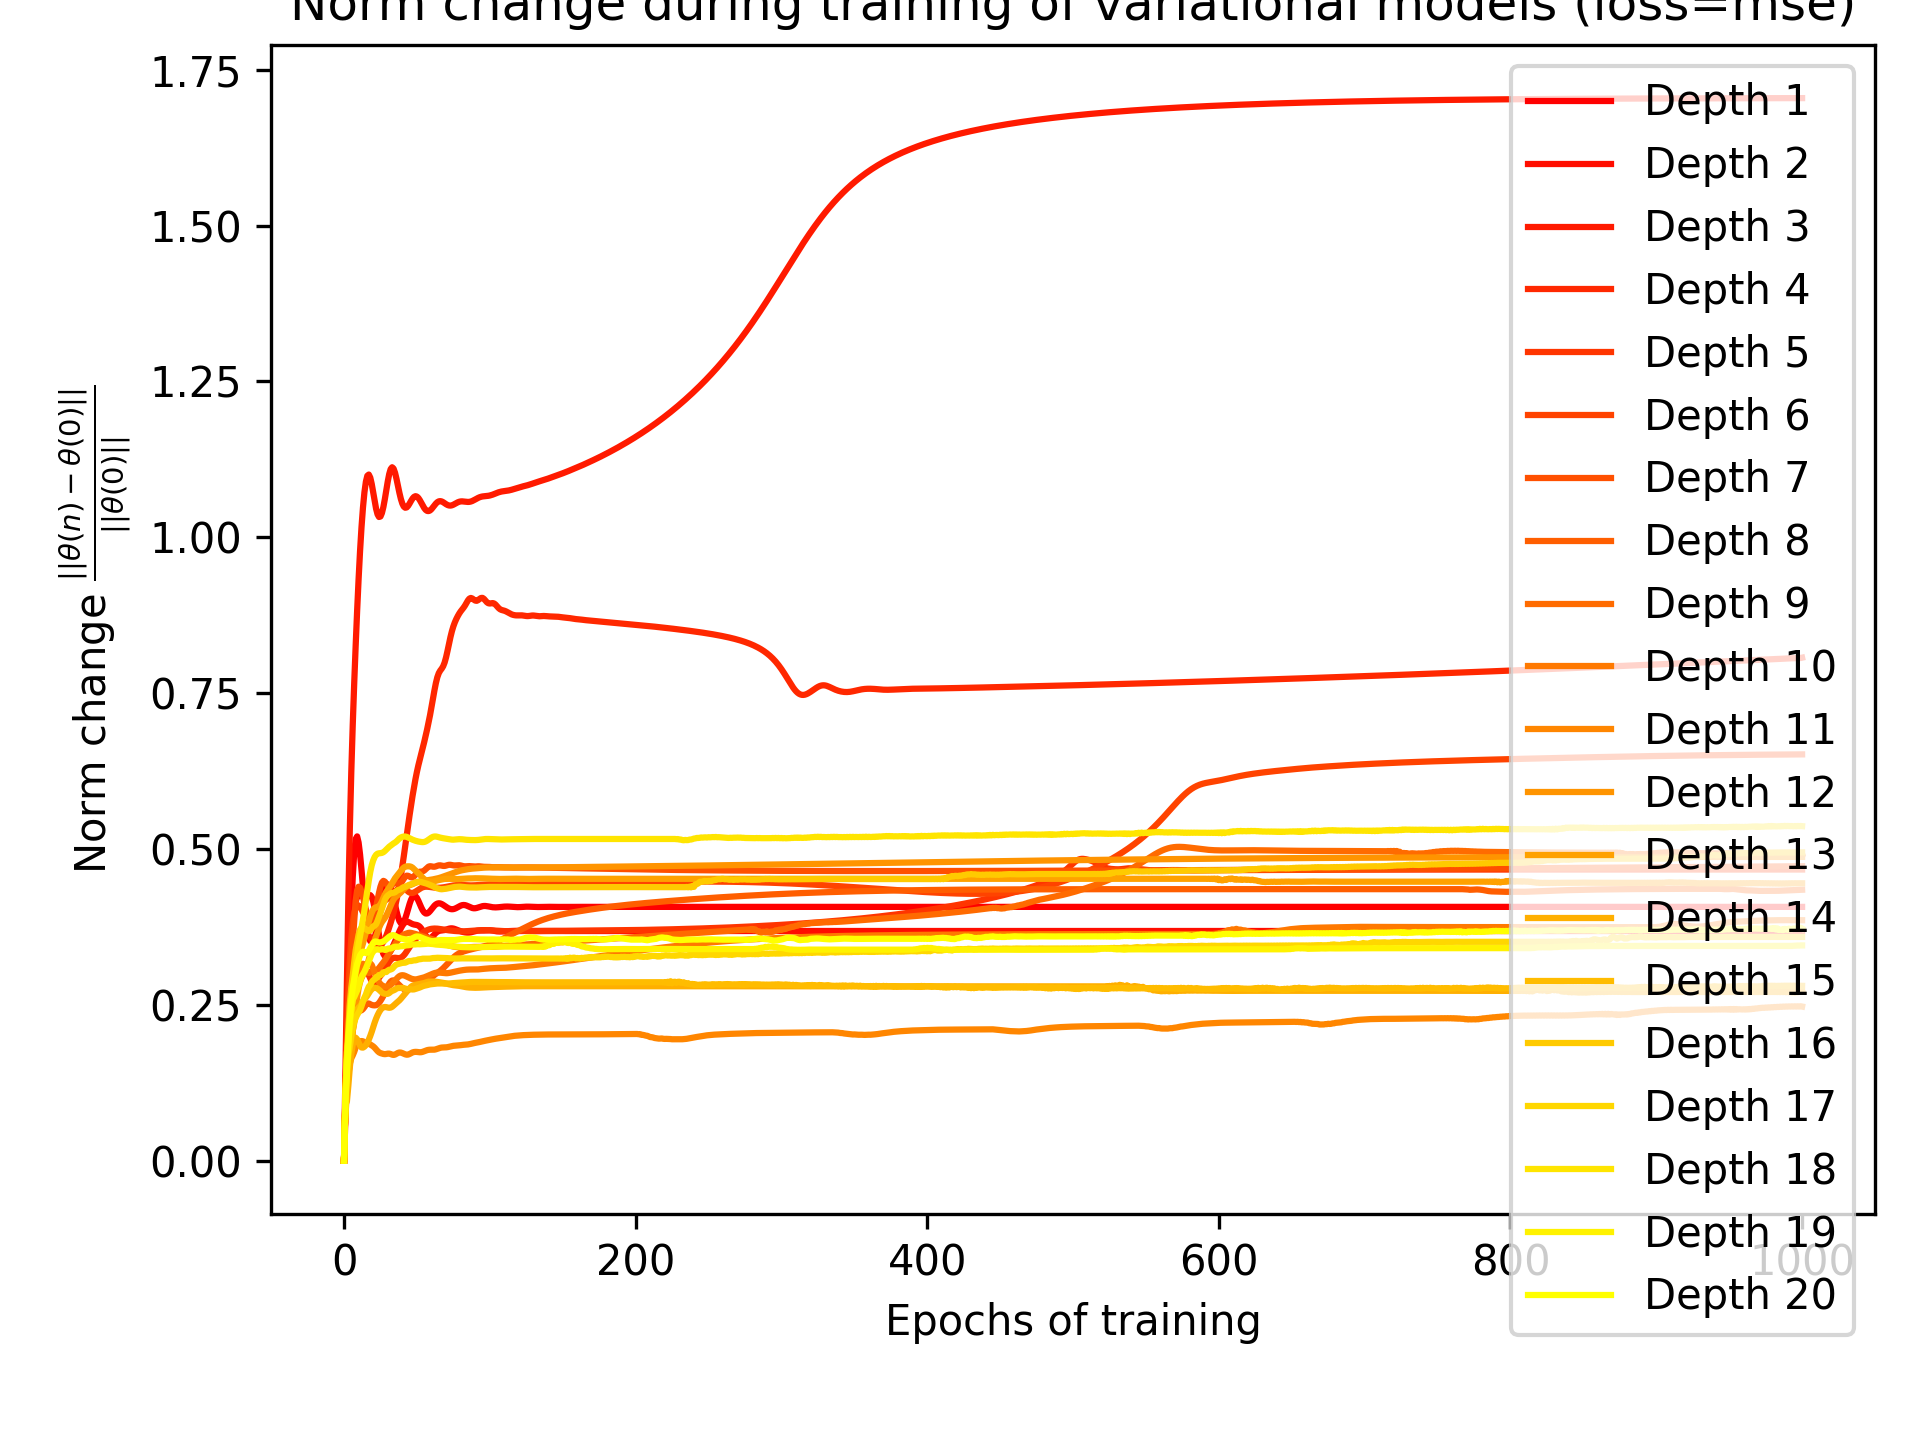 Norm change during training of variational models (loss=mse)
1.75
1.50
1.25
1.00
0.75
0.50
0.25
0.00
Norm change ||θ(n) − θ(0)|| / ||θ(0)||
0 200 400 600 800 1000
Epochs of training
Depth 1
Depth 2
Depth 3
Depth 4
Depth 5
Depth 6
Depth 7
Depth 8
Depth 9
Depth 10
Depth 11
Depth 12
Depth 13
Depth 14
Depth 15
Depth 16
Depth 17
Depth 18
Depth 19
Depth 20